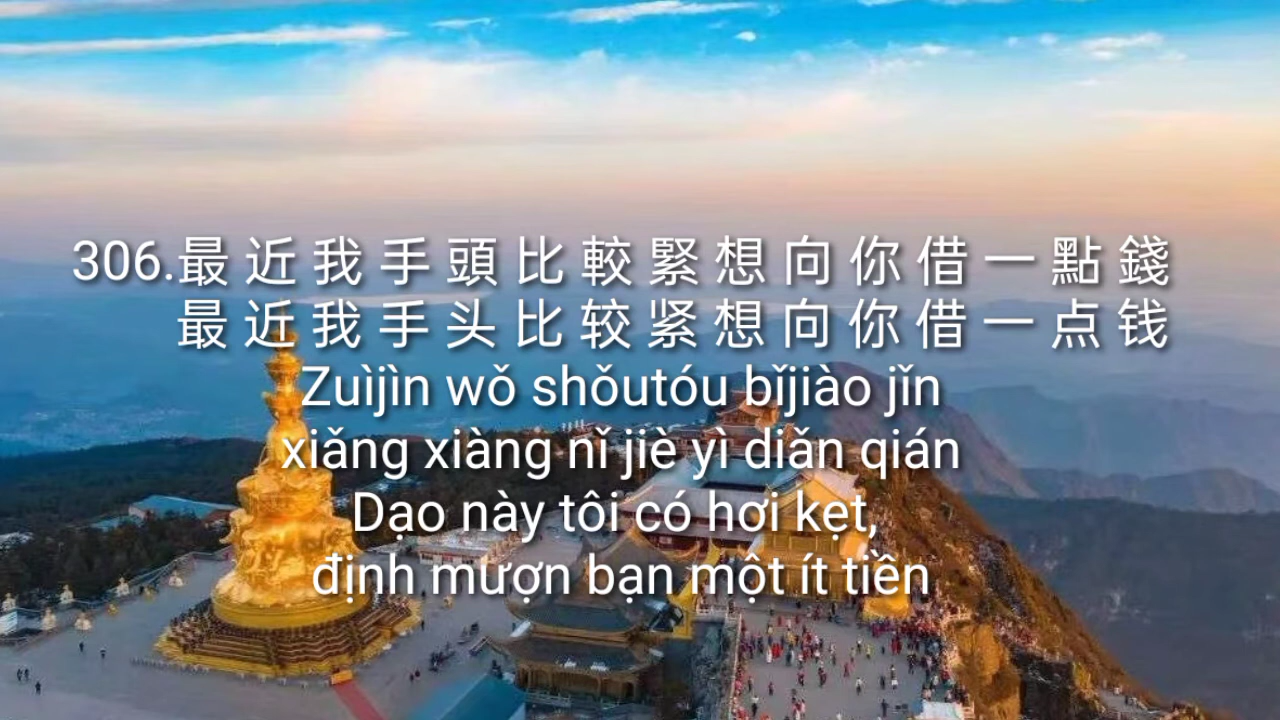 306.最近我手頭比較緊想向你借一點錢
最近我手头比较紧想向你借一点钱
Zuìjìn wǒ shǒutóu bǐjiào jǐn
xiǎng xiàng nǐ jiè yì diǎn qián
Dạo này tôi có hơi kẹt,
định mượn bạn một ít tiền